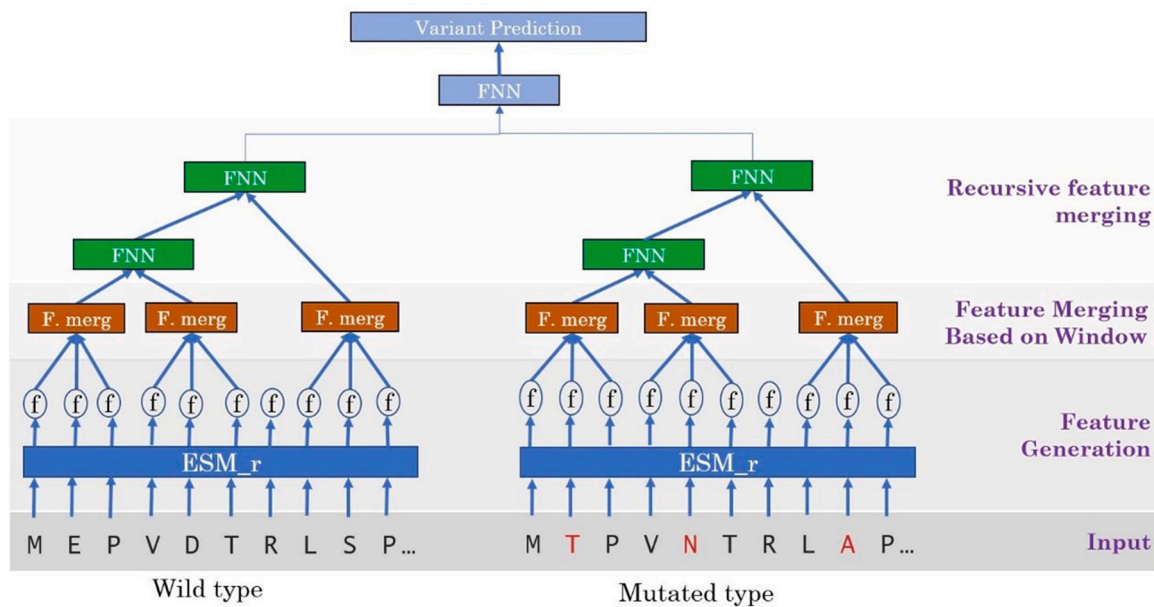 Variant Prediction
FNN
FNN
FNN
Recursive feature
merging
FNN
FNN
F. merg F. merg F. merg
F. merg F. merg F. merg
Feature Merging
Based on Window
f f f f f f f f f f
f f f f f f f f f f
Feature
Generation
ESM_r
ESM_r
M E P V D T R L S P...
M T P V N T R L A P...
Input
Wild type
Mutated type